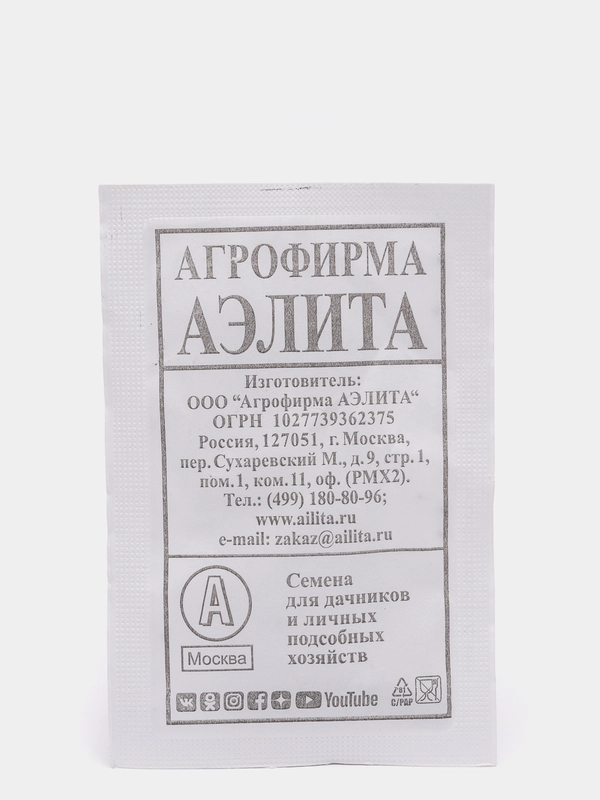 АГРОФИРМА
АЭЛИТА
Изготовитель:
ООО “Агрофирма АЭЛИТА“
ОГРН 1027739362375
Россия, 127051, г. Москва,
пер. Сухаревский М., д. 9, стр. 1,
пом. 1, ком. 11, оф. (РМХ2).
Тел.: (499) 180-80-96;
www.ailita.ru
e-mail: zakaz@ailita.ru
А
Москва
Семена
для дачников
и личных
подсобных
хозяйств
YouTube
81
C/PAP